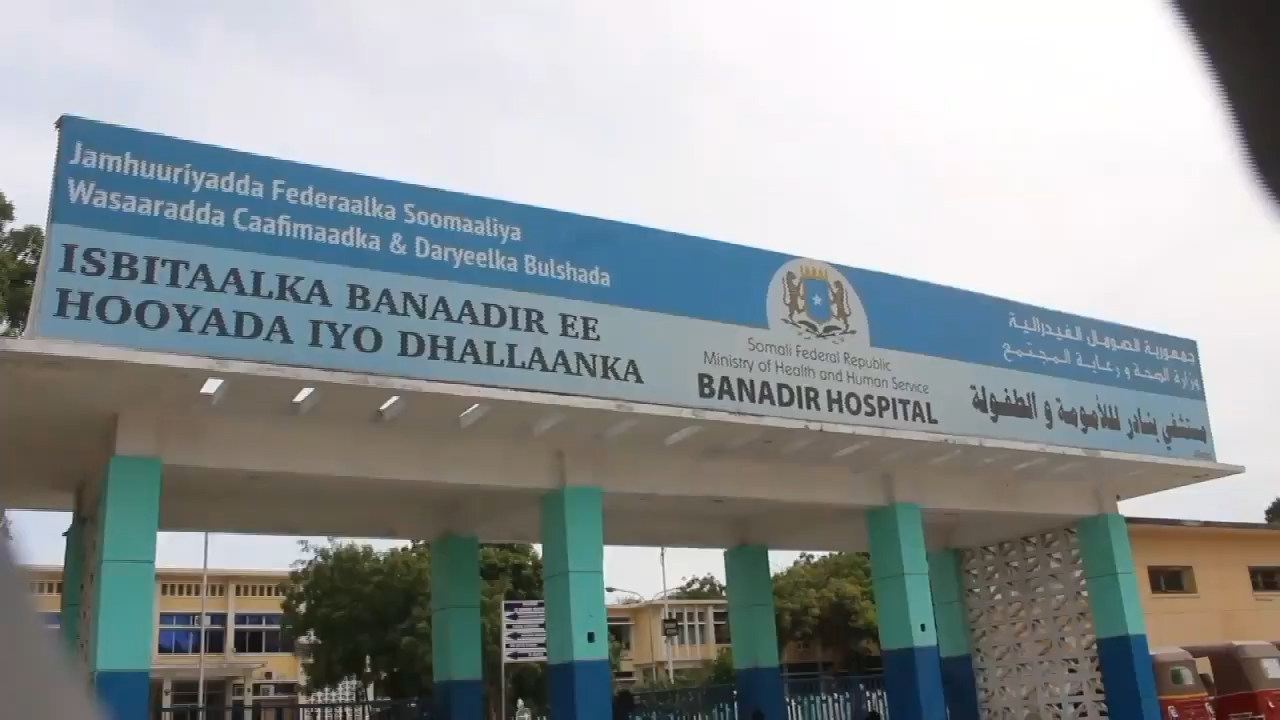 Jamhuuriyadda Federaalka Soomaaliya
Wasaaradda Caafimaadka & Daryeelka Bulshada
ISBITAALKA BANAADIR EE
HOOYADA IYO DHALLAANKA
Somali Federal Republic
Ministry of Health and Human Service
BANADIR HOSPITAL
جمهورية الصومال الفيدرالية
وزارة الصحة و رعاية المجتمع
مستشفي بنادر للأمومة و الطفولة